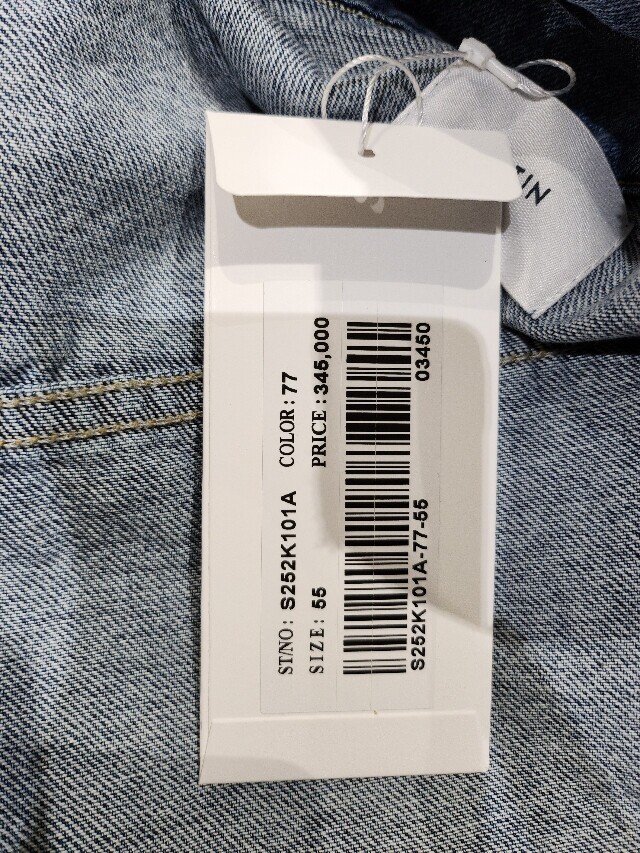 ST/NO: S252K101A COLOR: 77
SIZE: 55 PRICE: 345,000
S252K101A-77-55 03450